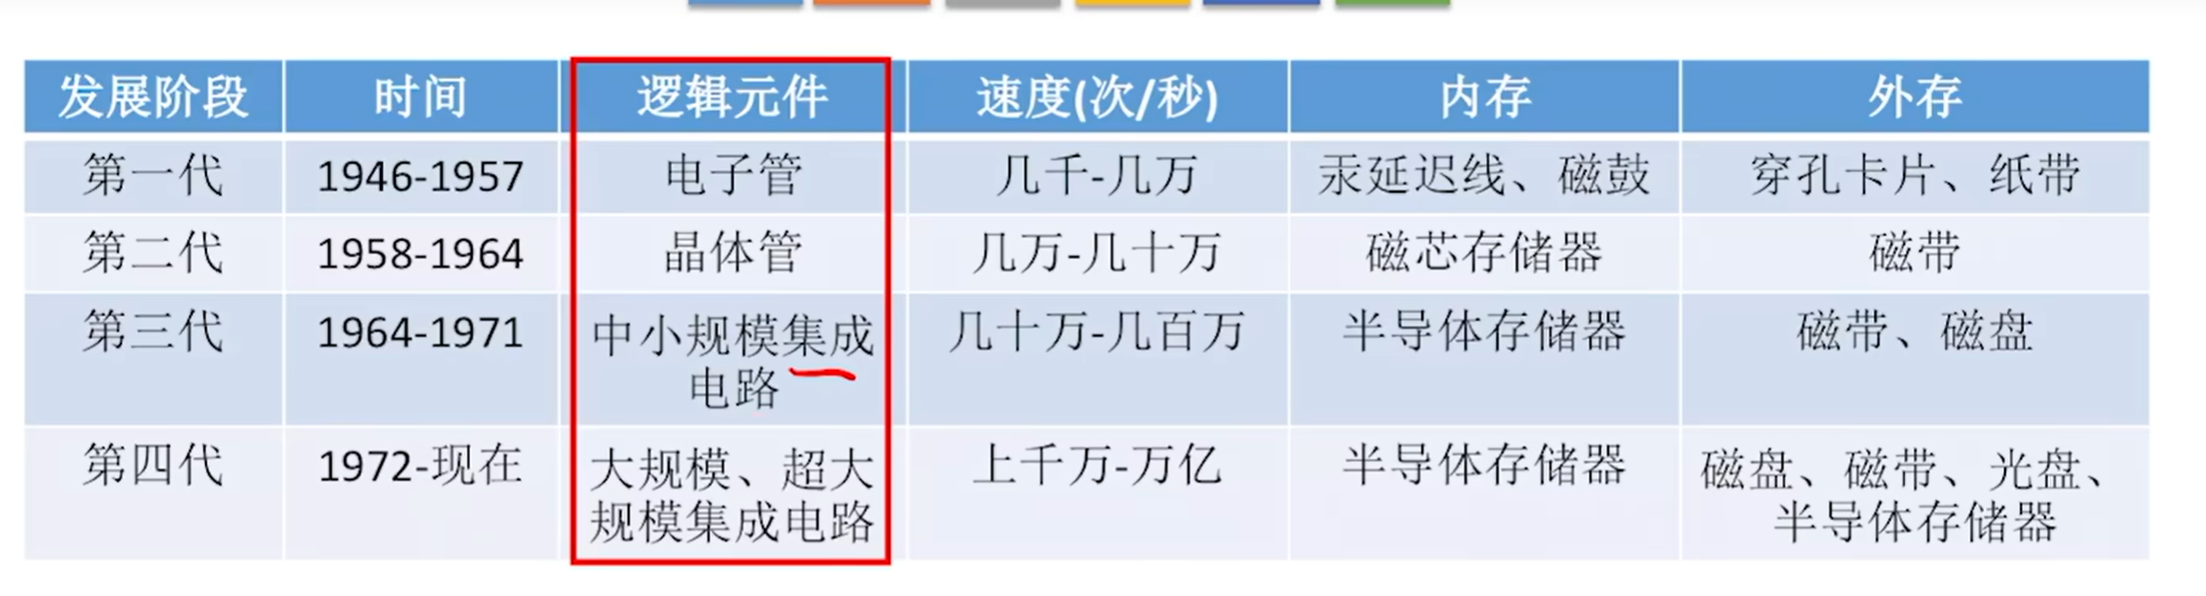 发展阶段 时间 逻辑元件 速度(次/秒) 内存 外存
第一代 1946-1957 电子管 几千-几万 汞延迟线、磁鼓 穿孔卡片、纸带
第二代 1958-1964 晶体管 几万-几十万 磁芯存储器 磁带
第三代 1964-1971 中小规模集成 几十万-几百万 半导体存储器 磁带、磁盘
电路
第四代 1972-现在 大规模、超大 上千万-万亿 半导体存储器 磁盘、磁带、光盘、
规模集成电路 半导体存储器